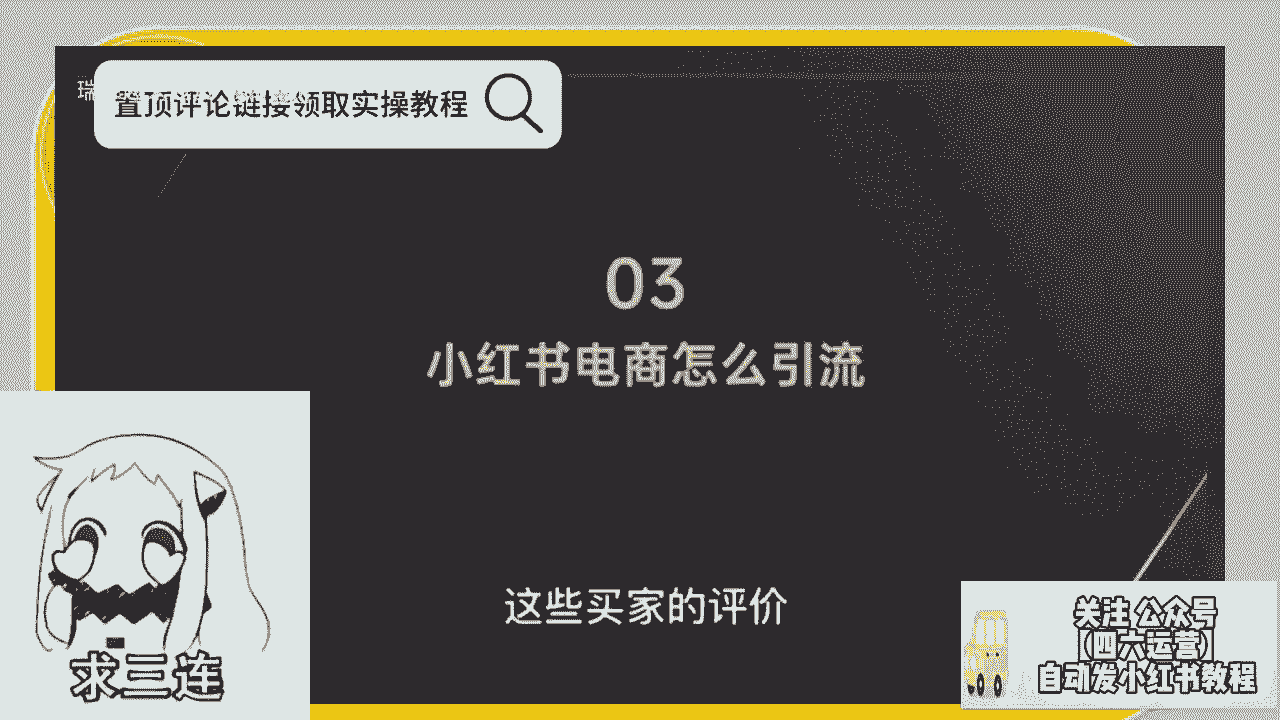 瑞
置顶评论链接领取实操教程
03
小红书电商怎么引流
这些买家的评价
求三连
关注 公众号
(四六运营)
自动发小红书教程